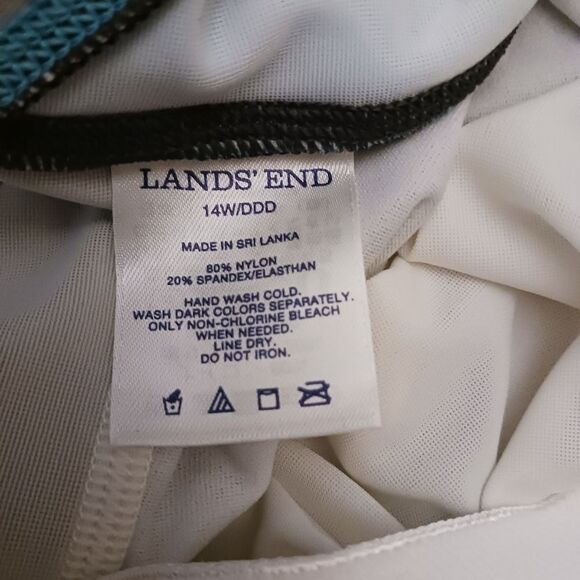 LANDS' END
14W/DDD
MADE IN SRI LANKA
80% NYLON
20% SPANDEX/ELASTHAN
HAND WASH COLD.
WASH DARK COLORS SEPARATELY.
ONLY NON-CHLORINE BLEACH
WHEN NEEDED.
LINE DRY.
DO NOT IRON.